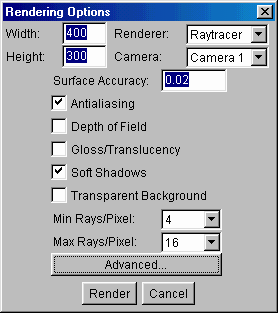 Rendering Options
Width: 400 Renderer: Raytracer
Height: 300 Camera: Camera 1
Surface Accuracy: 0.02
Antialiasing
Depth of Field
Gloss/Translucency
Soft Shadows
Transparent Background
Min Rays/Pixel: 4
Max Rays/Pixel: 16
Advanced...
Render Cancel